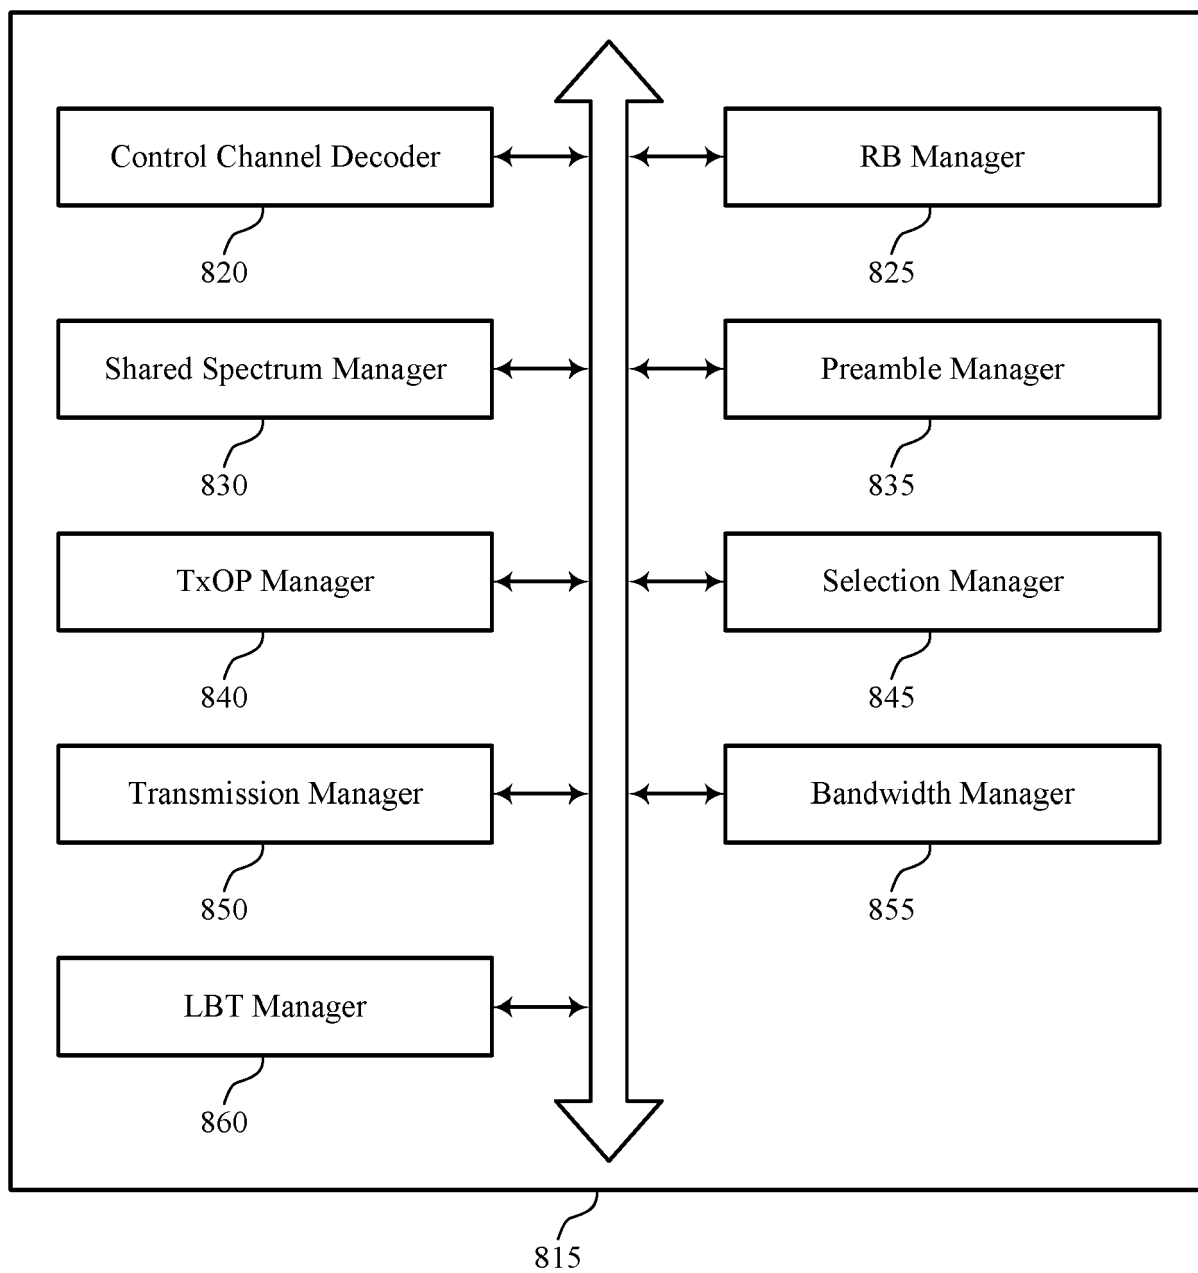 Control Channel Decoder
820
RB Manager
825
Shared Spectrum Manager
830
Preamble Manager
835
TxOP Manager
840
Selection Manager
845
Transmission Manager
850
Bandwidth Manager
855
LBT Manager
860
815